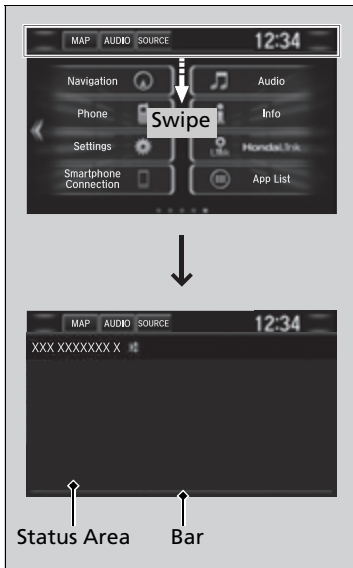 MAP AUDIO SOURCE 12:34
Navigation Audio
Phone Info
Swipe
Settings HondaLink
Smartphone
Connection
App List
MAP AUDIO SOURCE 12:34
XXX XXXXXXX X
Status Area Bar